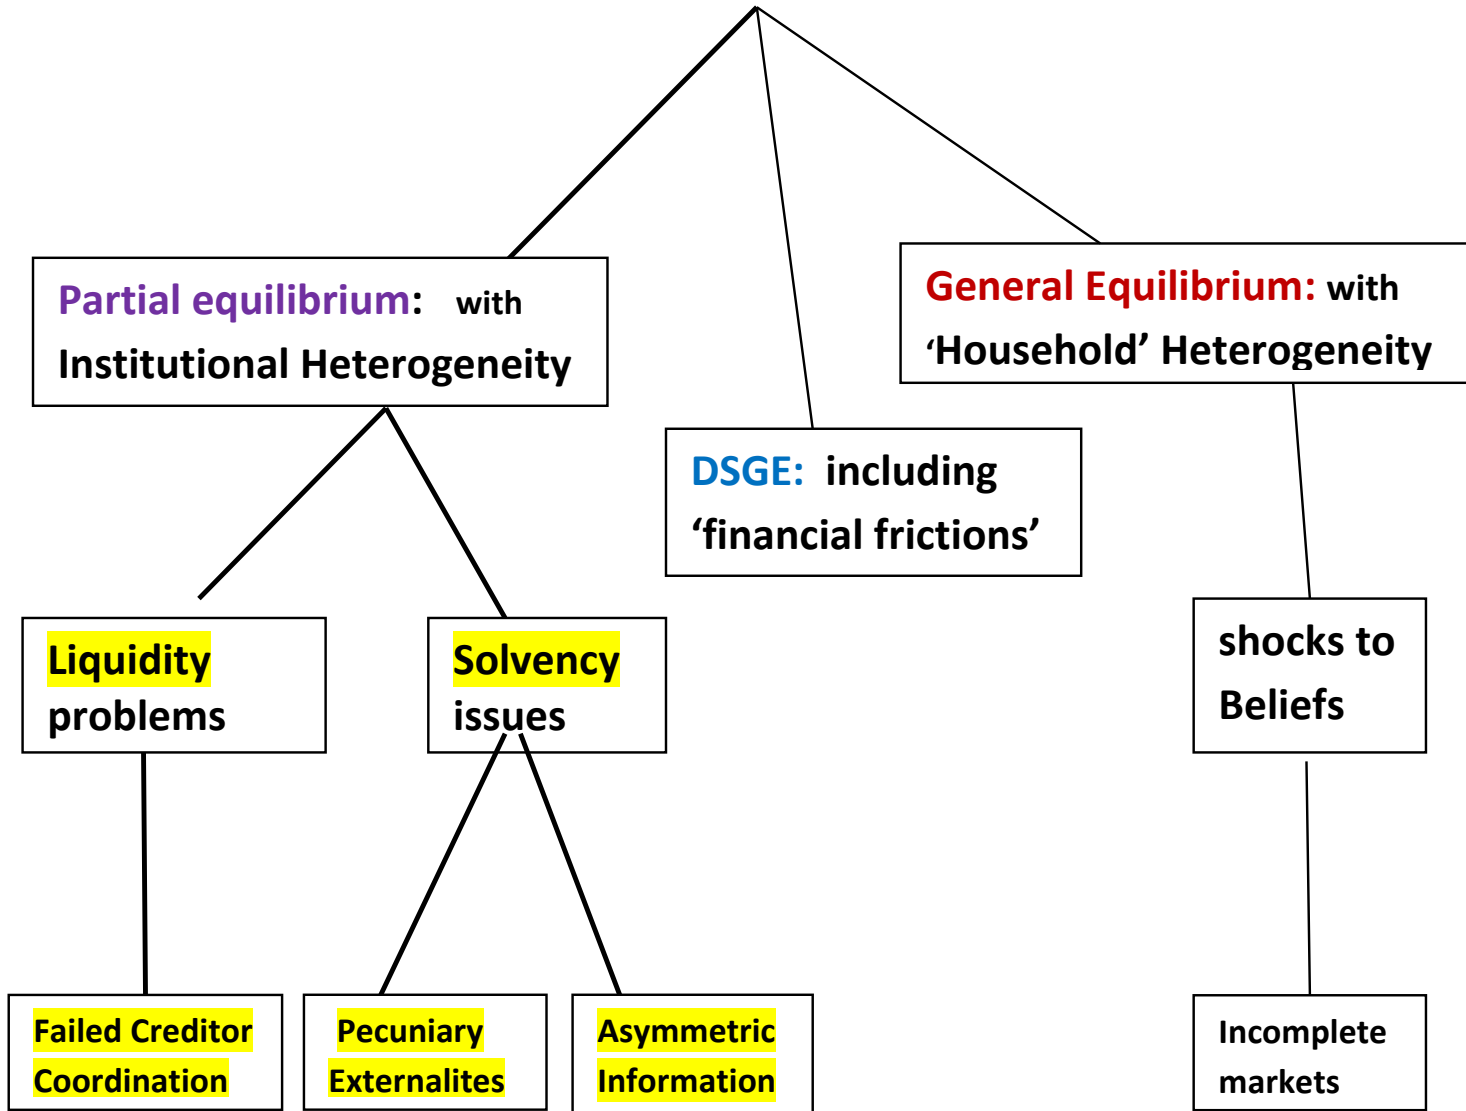 Partial equilibrium: with
Institutional Heterogeneity
General Equilibrium: with
‘Household’ Heterogeneity
DSGE: including
‘financial frictions’
Liquidity
problems
Solvency
issues
shocks to
Beliefs
Failed Creditor
Coordination
Pecuniary
Externalites
Asymmetric
Information
Incomplete
markets